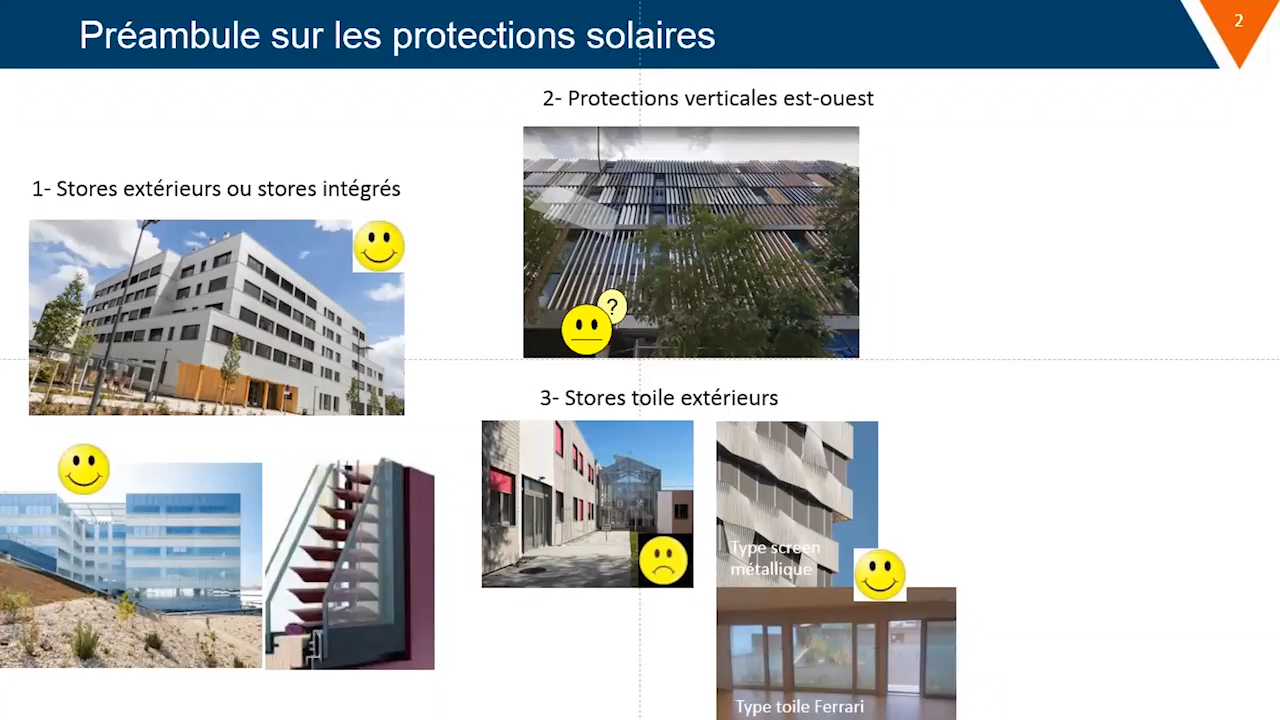 Préambule sur les protections solaires
2
2- Protections verticales est-ouest
1- Stores extérieurs ou stores intégrés
?
3- Stores toile extérieurs
Type screen
métallique
Type toile Ferrari